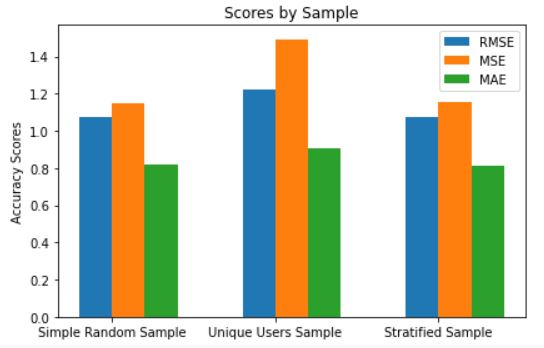 Scores by Sample
RMSE
MSE
MAE
Accuracy Scores
1.4
1.2
1.0
0.8
0.6
0.4
0.2
0.0
Simple Random Sample Unique Users Sample Stratified Sample